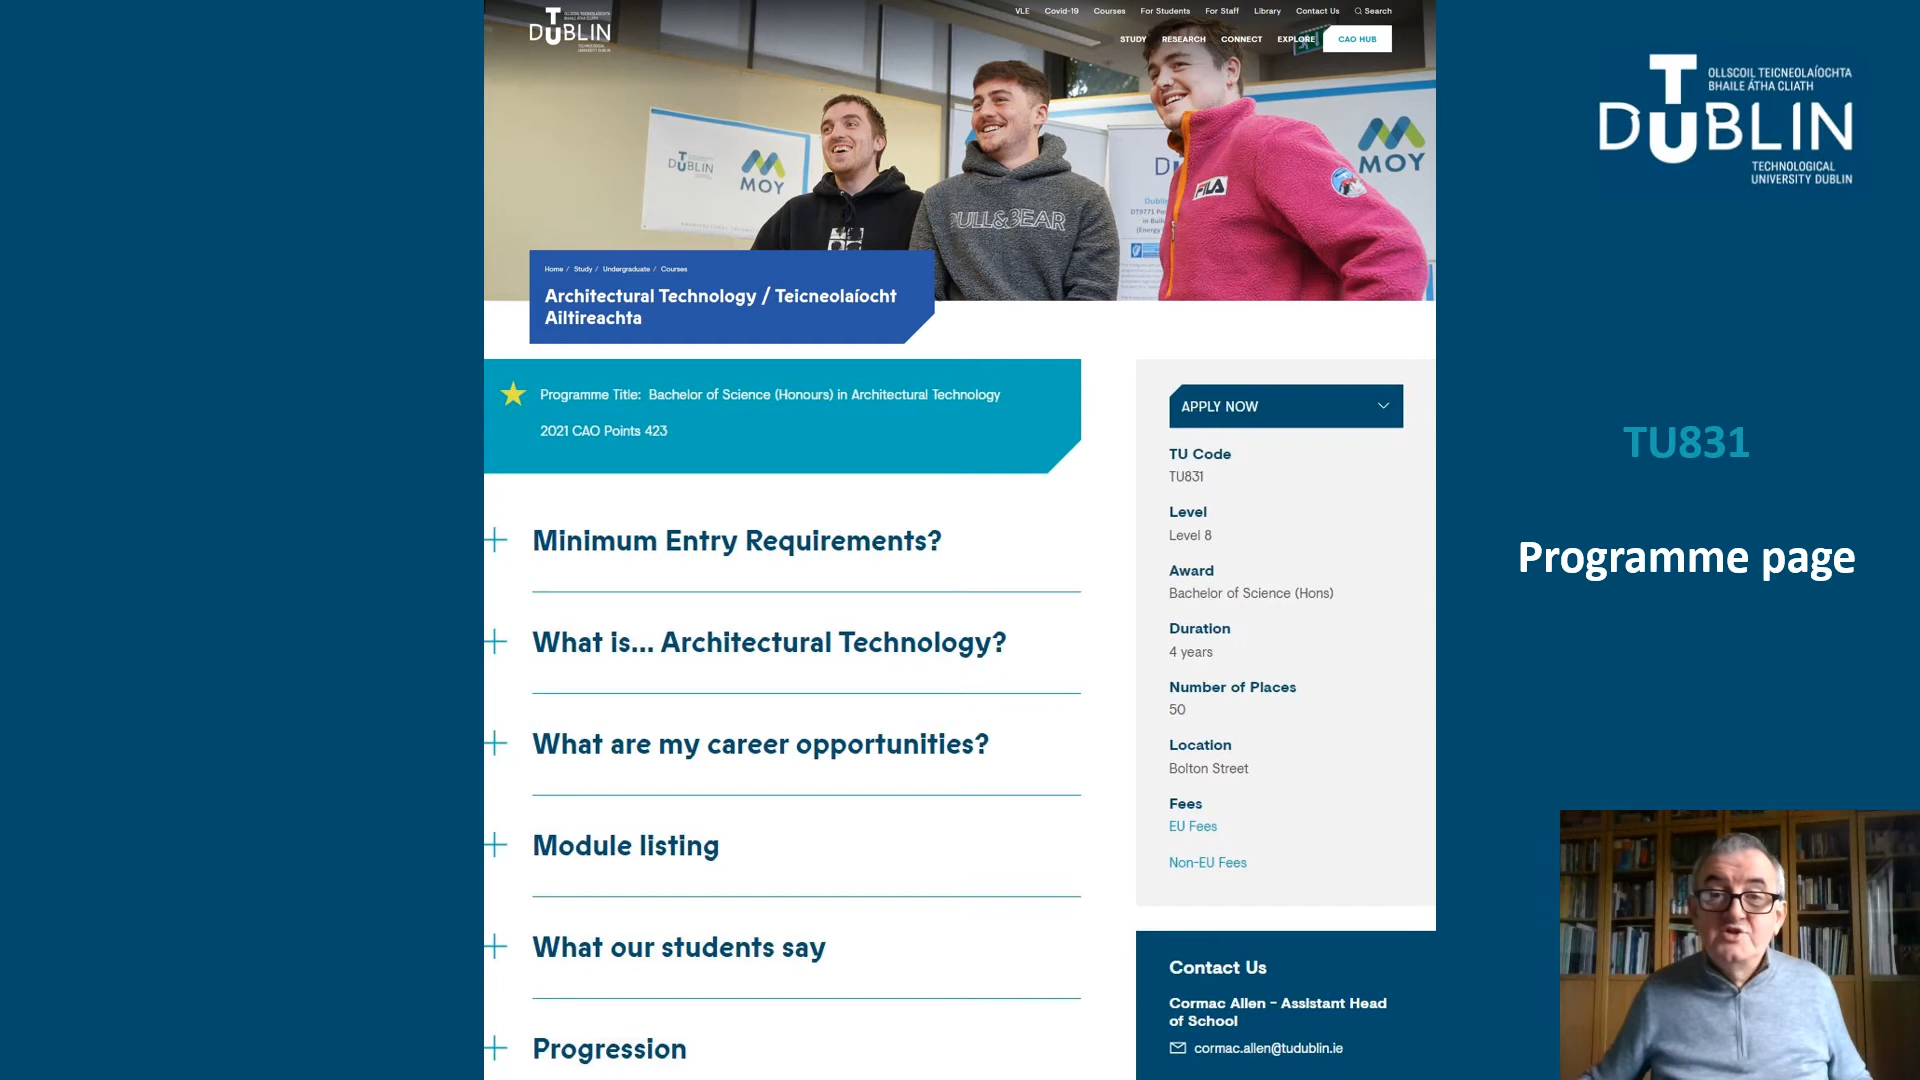 VLE Covid-19 Courses For Students For Staff Library Contact Us Search
STUDY RESEARCH CONNECT EXPLORE CAO HUB
T
DUBLIN
TECHNOLOGICAL
UNIVERSITY DUBLIN
DUBLIN
MOY
PULL&BEAR
FILA
MOY
Home / Study / Undergraduate / Courses
Architectural Technology / Teicneolaíocht
Ailtireachta
Programme Title: Bachelor of Science (Honours) in Architectural Technology
2021 CAO Points 423
Minimum Entry Requirements?
What is... Architectural Technology?
What are my career opportunities?
Module listing
What our students say
Progression
APPLY NOW
TU Code
TU831
Level
Level 8
Award
Bachelor of Science (Hons)
Duration
4 years
Number of Places
50
Location
Bolton Street
Fees
EU Fees
Non-EU Fees
Contact Us
Cormac Allen - Assistant Head
of School
cormac.allen@tudublin.ie
OLLSCOIL TEICNEOLAÍOCHTA
BHAILE ÁTHA CLIATH
T
DUBLIN
TECHNOLOGICAL
UNIVERSITY DUBLIN
TU831
Programme page